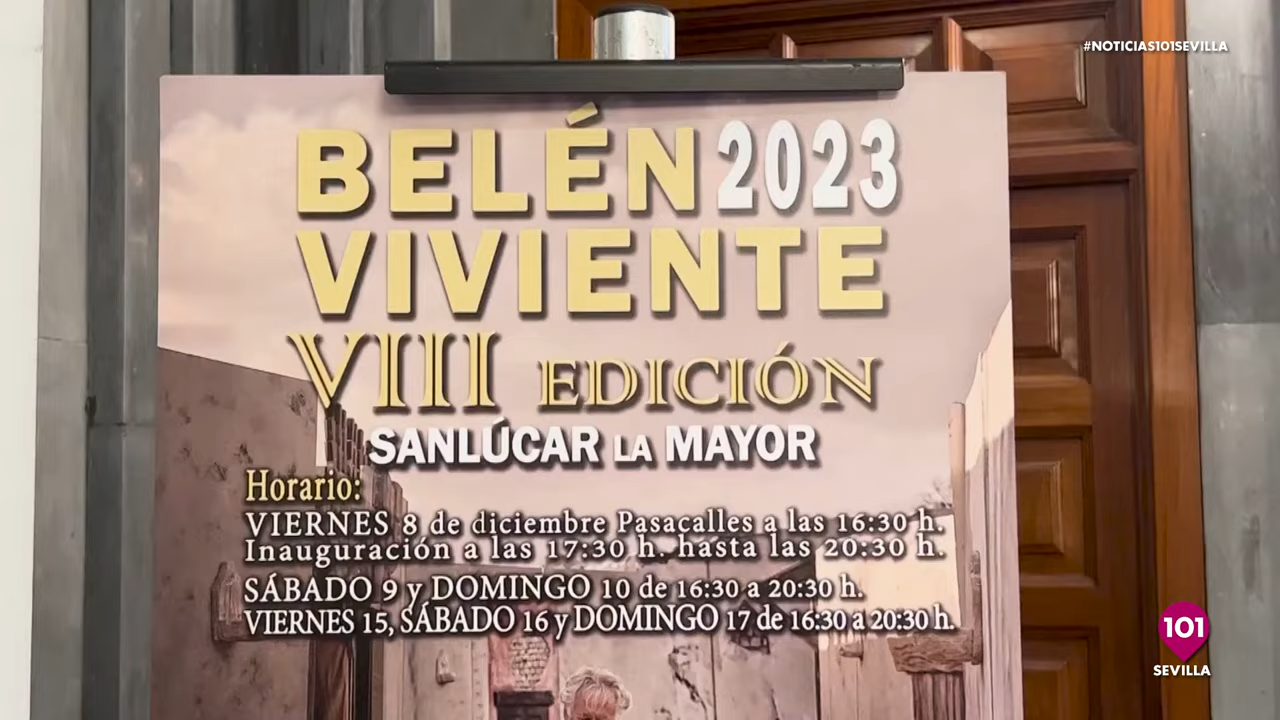 #NOTICIAS101SEVILLA
BELÉN 2023
VIVIENTE
VIII EDICIÓN
SANLÚCAR LA MAYOR
Horario:
VIERNES 8 de diciembre Pasacalles a las 16:30 h.
Inauguración a las 17:30 h. hasta las 20:30 h.
SÁBADO 9 y DOMINGO 10 de 16:30 a 20:30 h.
VIERNES 15, SÁBADO 16 y DOMINGO 17 de 16:30 a 20:30 h.
101
SEVILLA